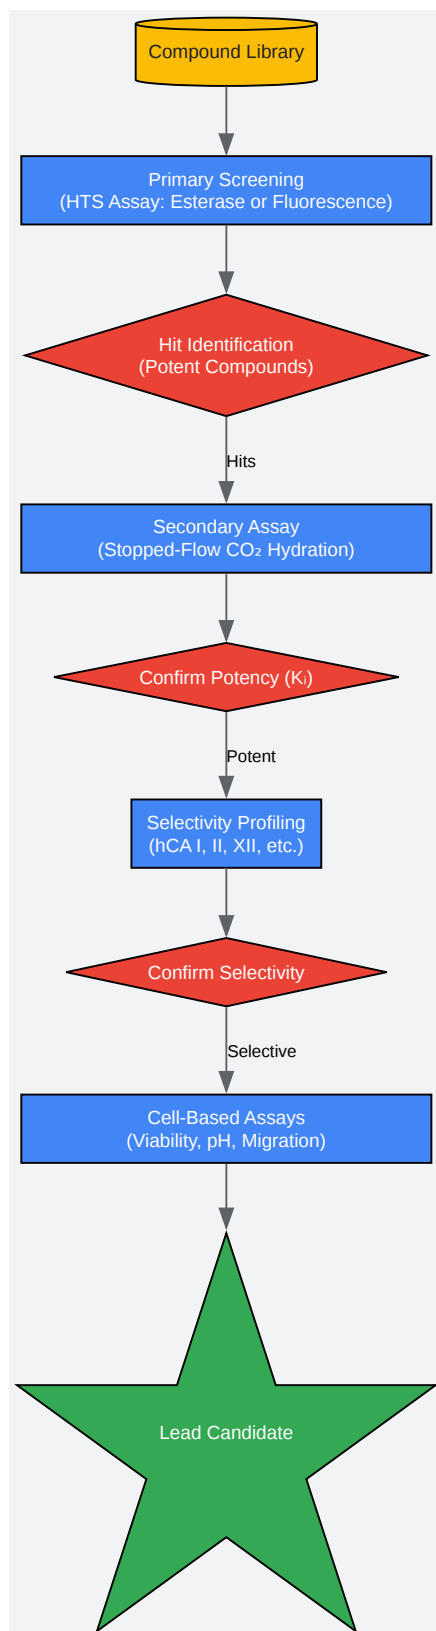 Compound Library
Primary Screening
(HTS Assay: Esterase or Fluorescence)
Hit Identification
(Potent Compounds)
Hits
Secondary Assay
(Stopped-Flow CO₂ Hydration)
Confirm Potency (Kᵢ)
Potent
Selectivity Profiling
(hCA I, II, XII, etc.)
Confirm Selectivity
Selective
Cell-Based Assays
(Viability, pH, Migration)
Lead Candidate